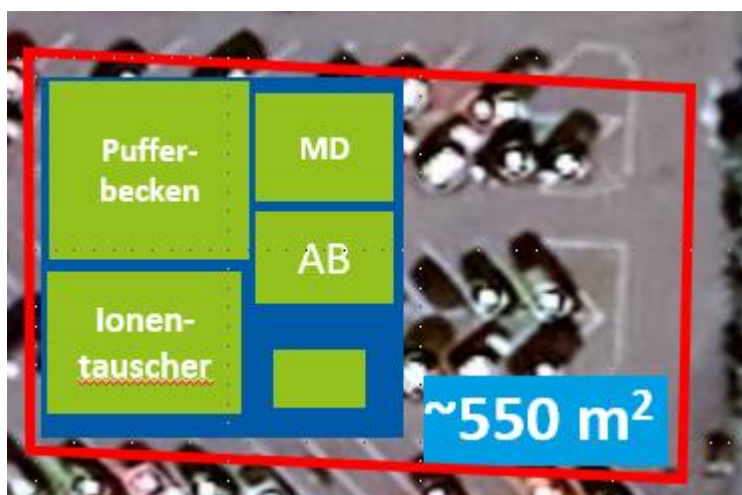 Puffer-
becken
MD
AB
Ionen-
tauscher
~550 m²